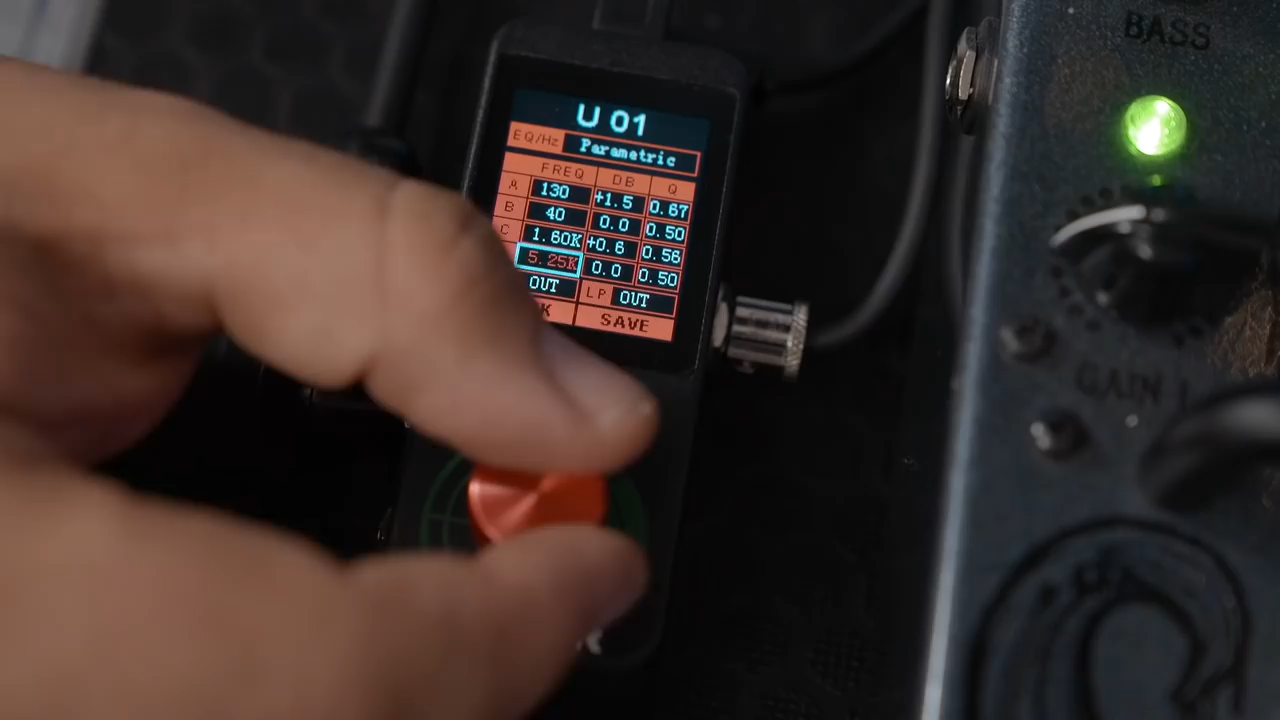 BASS
U 01
EQ/Hz Parametric
FREQ DB Q
A 130 +1.5 0.67
B 40 0.0 0.50
C 1.60K +0.6 0.56
5.25K 0.0 0.50
OUT LP OUT
K SAVE
GAIN